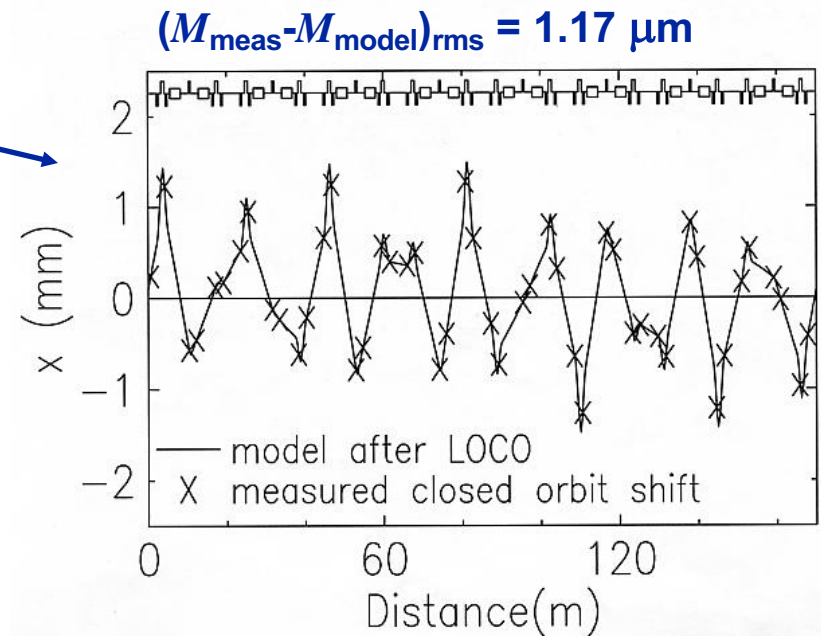 (Mmeas-Mmodel)rms = 1.17 μm
2
1
0
−1
−2
x (mm)
model after LOCO
X measured closed orbit shift
0
60
120
Distance(m)